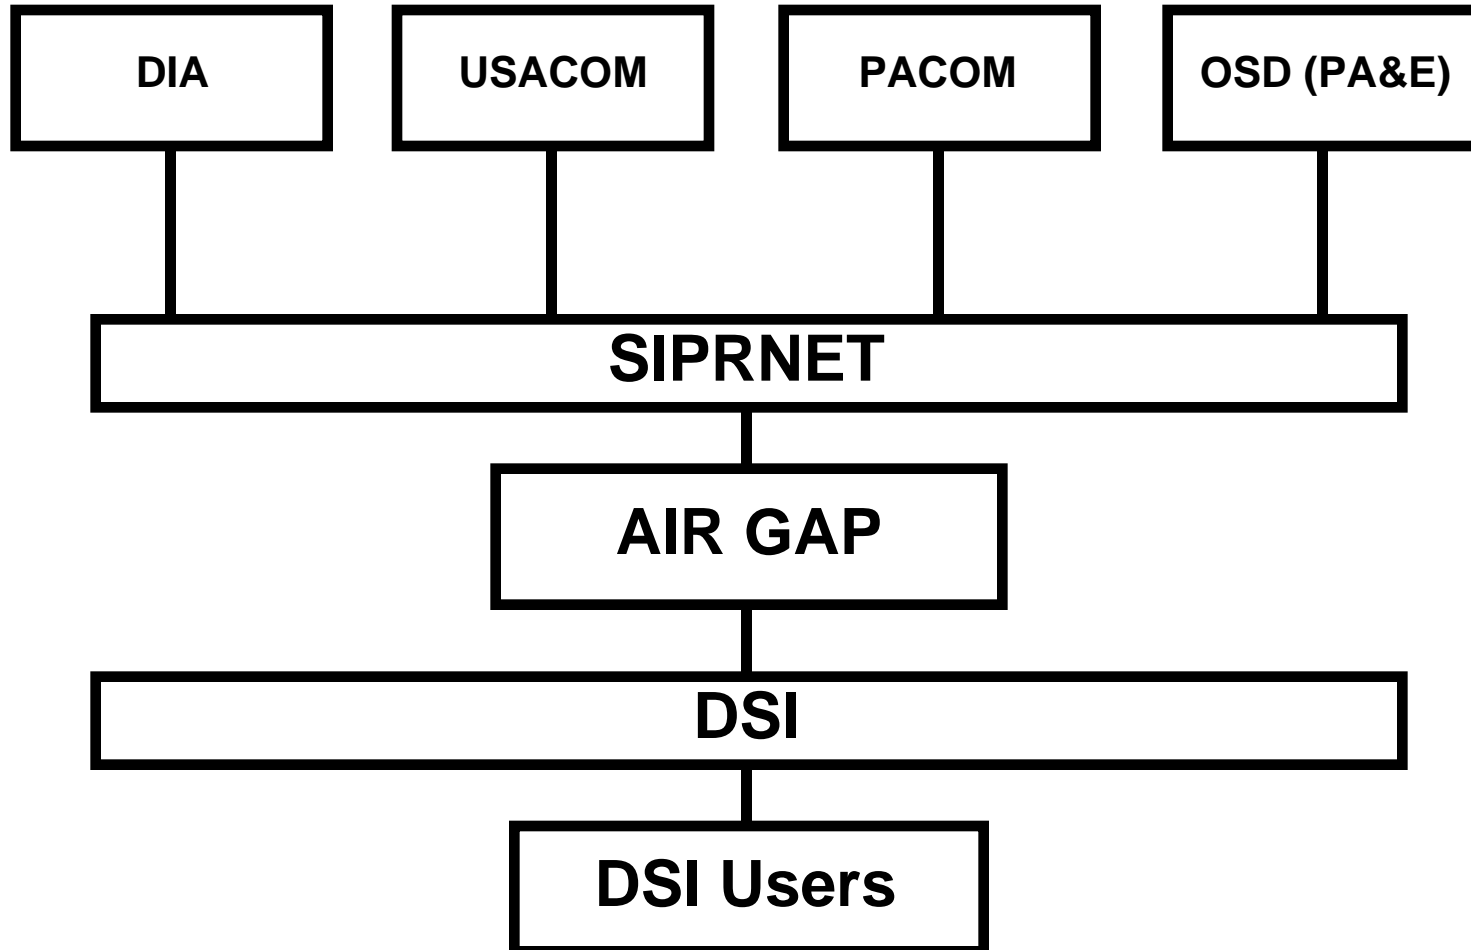 DIA
USACOM
PACOM
OSD (PA&E)
SIPRNET
AIR GAP
DSI
DSI Users